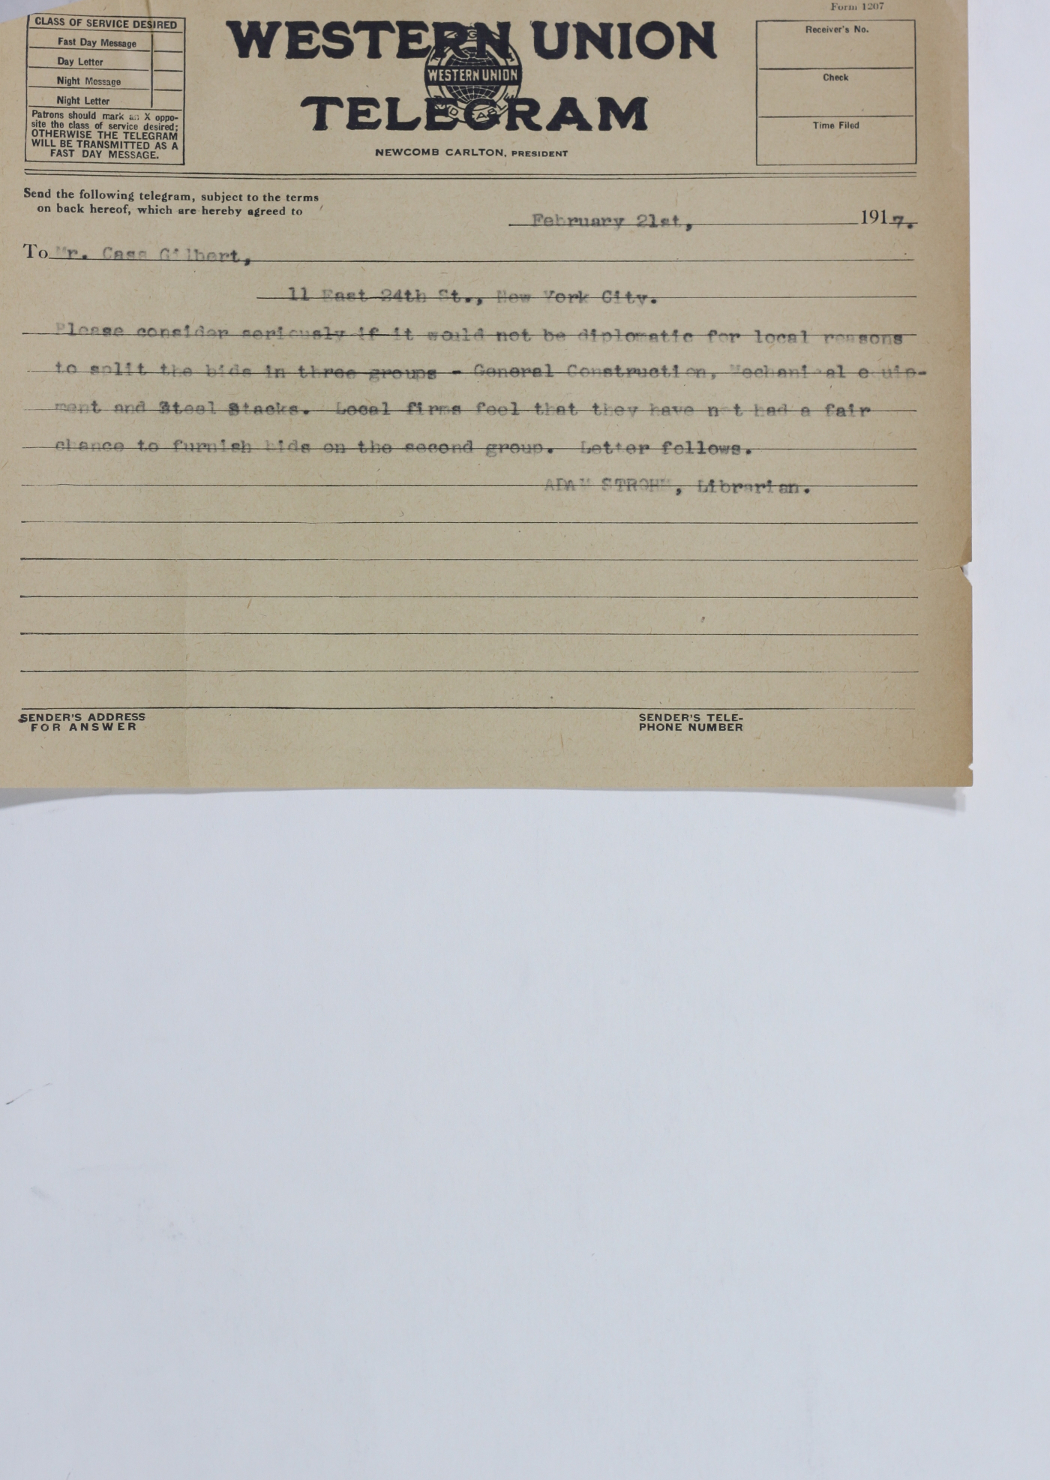 Form 1207
CLASS OF SERVICE DESIRED
Fast Day Message
Day Letter
Night Message
Night Letter
Patrons should mark an X oppo-
site the class of service desired;
OTHERWISE THE TELEGRAM
WILL BE TRANSMITTED AS A
FAST DAY MESSAGE.
WESTERN UNION
WESTERN UNION
TELEGRAM
NEWCOMB CARLTON, PRESIDENT
Receiver's No.
Check
Time Filed
Send the following telegram, subject to the terms
on back hereof, which are hereby agreed to
February 21st, 1917.
To Mr. Cass Gilbert,
11 East 24th St., New York City.
Please consider seriously if it would not be diplomatic for local reasons
to split the bids in three groups - General Construction, Mechanical equip-
ment and Steel Stacks. Local firms feel that they have not had a fair
chance to furnish bids on the second group. Letter follows.
ADAM STROHM, Librarian.
SENDER'S ADDRESS
FOR ANSWER
SENDER'S TELE-
PHONE NUMBER